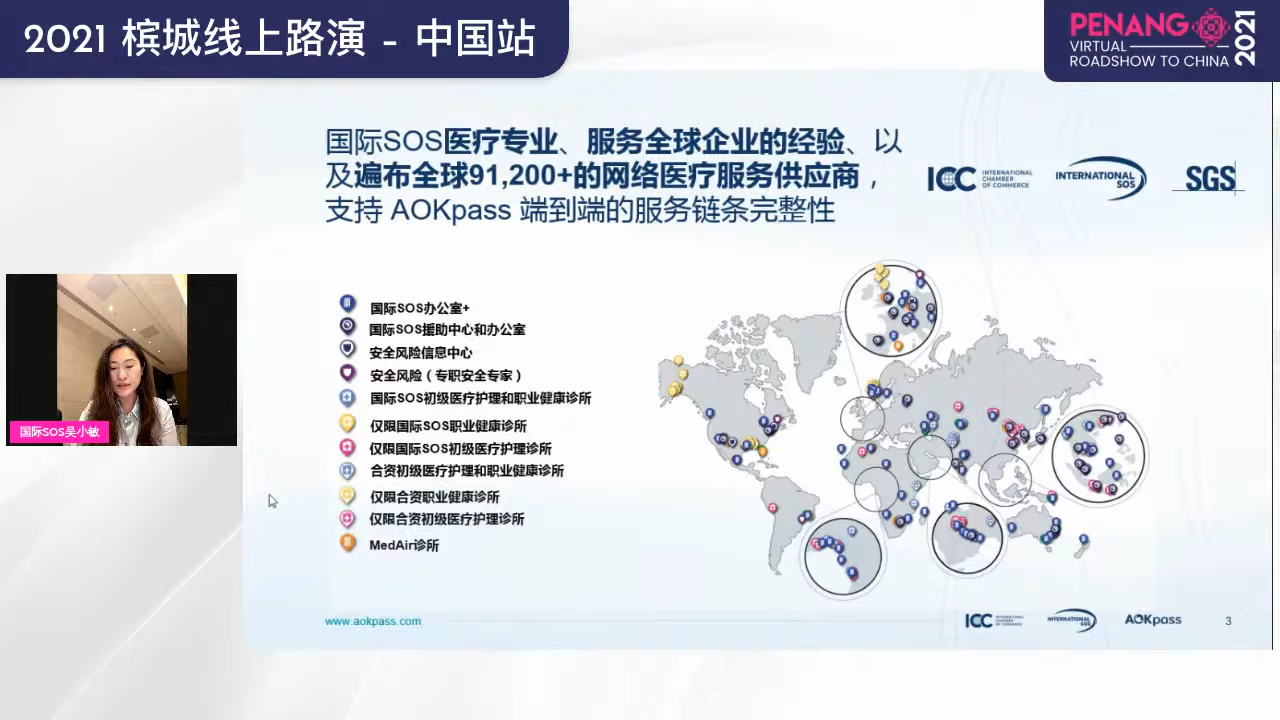 2021 槟城线上路演 - 中国站
PENANG
2021
VIRTUAL
ROADSHOW TO CHINA
国际SOS医疗专业、服务全球企业的经验、以
及遍布全球91,200+的网络医疗服务供应商，
支持 AOKpass 端到端的服务链条完整性
ICC INTERNATIONAL
CHAMBER
OF COMMERCE
INTERNATIONAL
SOS
SGS
国际SOS办公室+
国际SOS援助中心和办公室
安全风险信息中心
安全风险（专职安全专家）
国际SOS初级医疗护理和职业健康诊所
仅限国际SOS职业健康诊所
仅限国际SOS初级医疗护理诊所
合资初级医疗护理和职业健康诊所
仅限合资职业健康诊所
仅限合资初级医疗护理诊所
MedAir诊所
国际SOS吴小敏
www.aokpass.com
ICC INTERNATIONAL
CHAMBER
OF COMMERCE
INTERNATIONAL
SOS
AOKpass
3